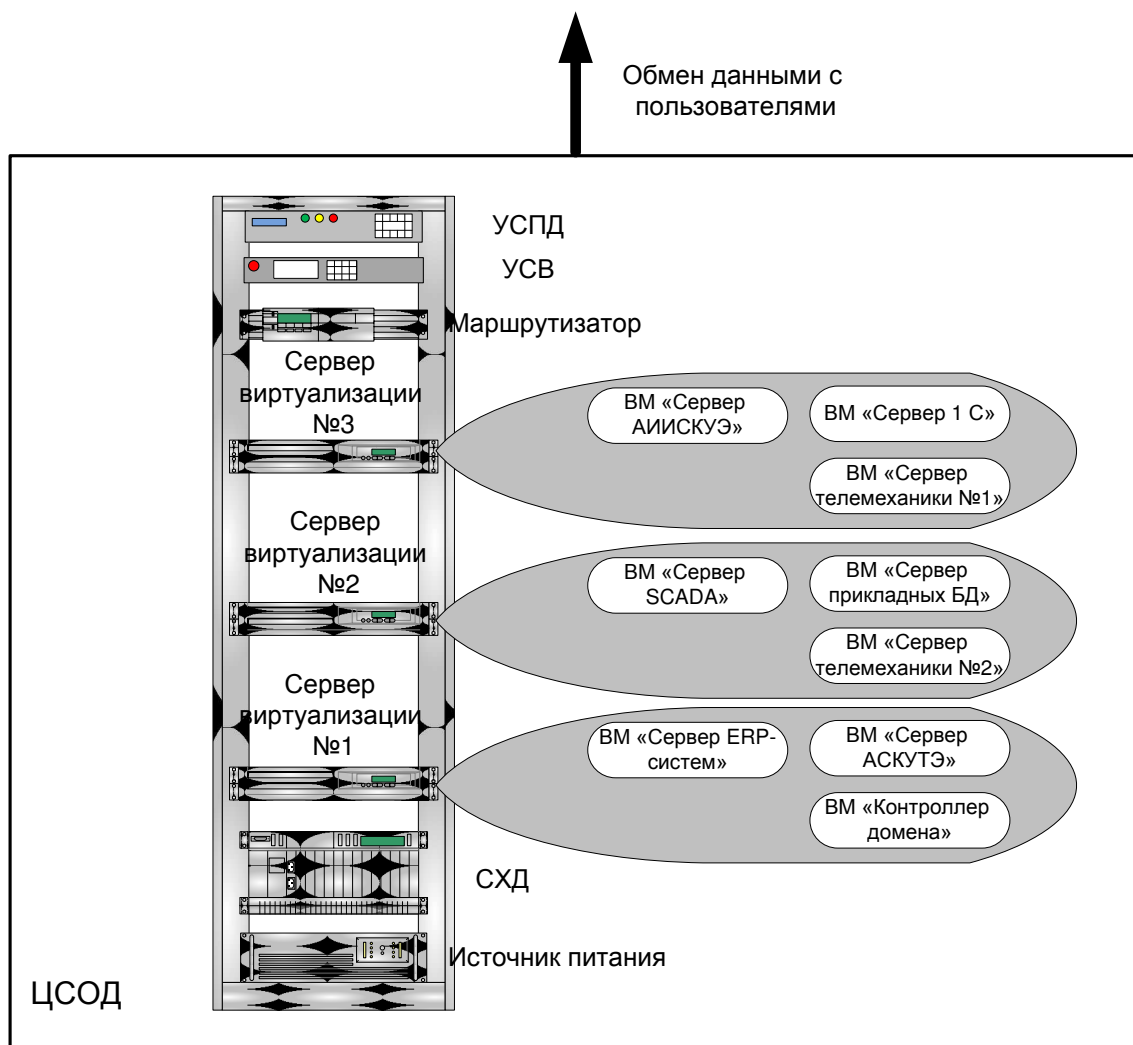 Обмен данными с
пользователями
УСПД
УСВ
Маршрутизатор
Сервер
виртуализации
№3
ВМ «Сервер
АИИСКУЭ»
ВМ «Сервер 1 С»
ВМ «Сервер
телемеханики №1»
Сервер
виртуализации
№2
ВМ «Сервер
SCADA»
ВМ «Сервер
прикладных БД»
ВМ «Сервер
телемеханики №2»
Сервер
виртуализации
№1
ВМ «Сервер ERP-
систем»
ВМ «Сервер
АСКУТЭ»
ВМ «Контроллер
домена»
СХД
Источник питания
ЦСОД